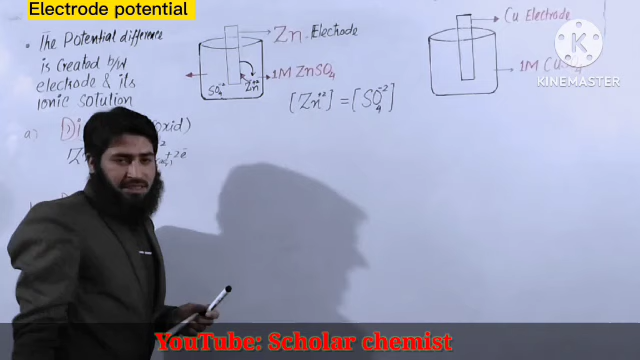 Electrode potential
• The Potential difference
is Created b/w
electrode & its
ionic solution
a)
Zn Electrode
1M ZnSO4
SO4-2
Zn+2
[Zn+2] = [SO4-2]
Cu Electrode
1M
KINEMASTER
YouTube: Scholar chemist